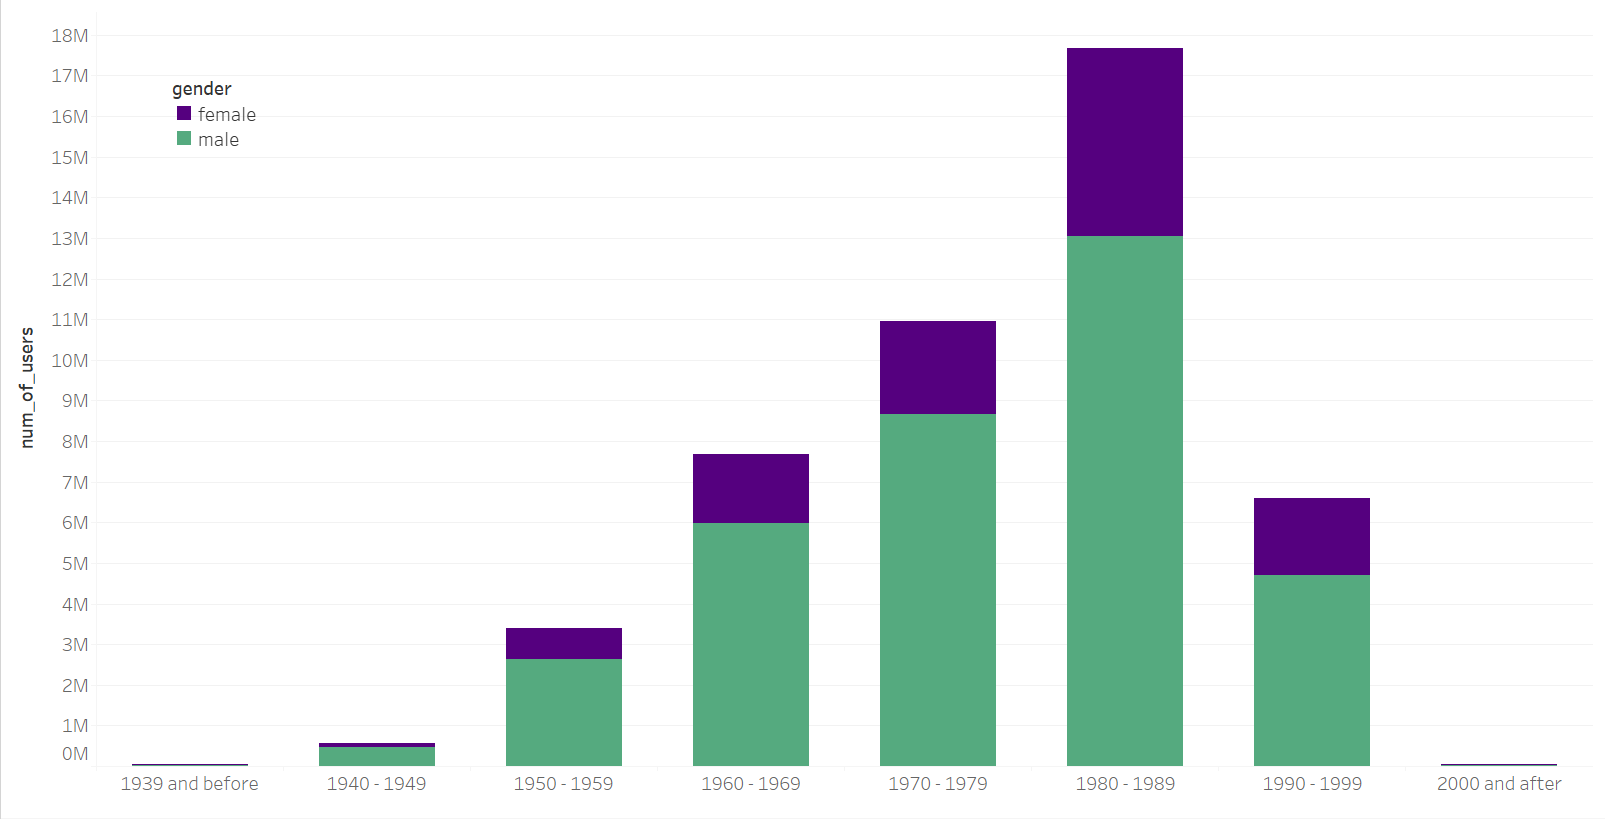 18M
17M
16M
15M
14M
13M
12M
11M
10M
9M
8M
7M
6M
5M
4M
3M
2M
1M
0M
num_of_users
gender
female
male
1939 and before
1940 - 1949
1950 - 1959
1960 - 1969
1970 - 1979
1980 - 1989
1990 - 1999
2000 and after